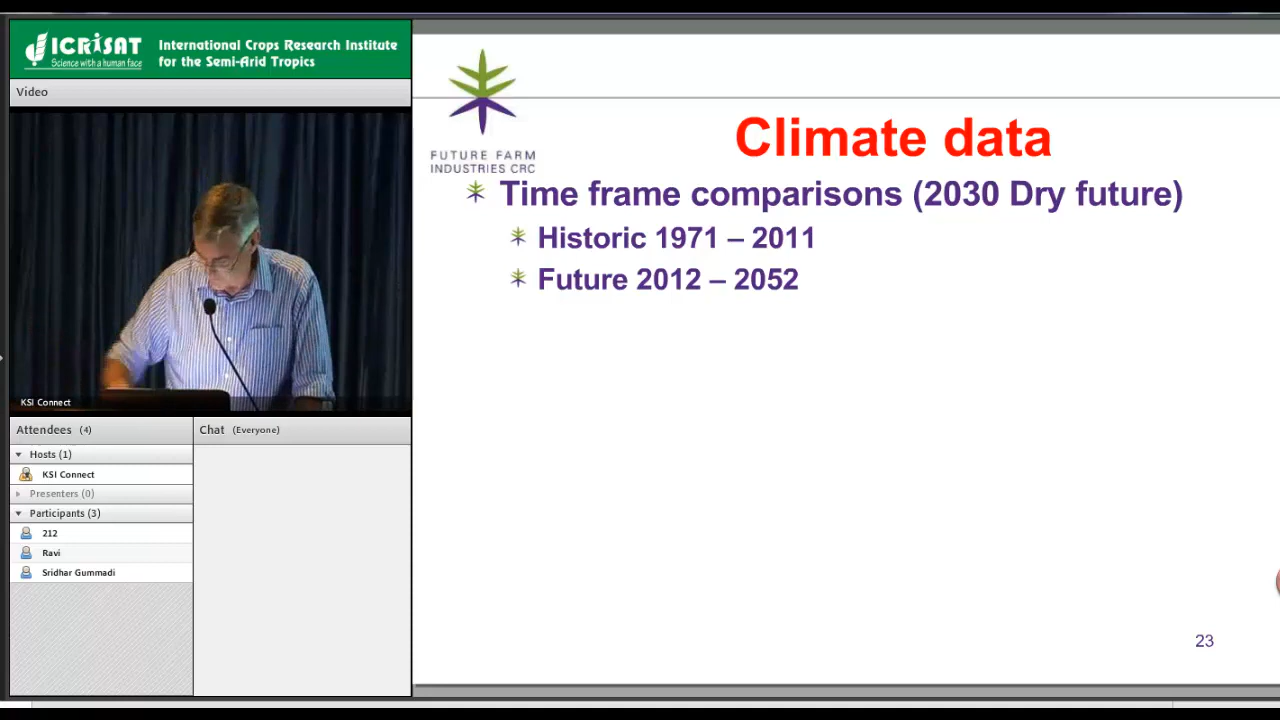 ICRISAT
Science with a human face
International Crops Research Institute
for the Semi-Arid Tropics
Video
KSI Connect
Attendees (4)
Hosts (1)
KSI Connect
Presenters (0)
Participants (3)
212
Ravi
Sridhar Gummadi
Chat (Everyone)
FUTURE FARM
INDUSTRIES CRC
Climate data
Time frame comparisons (2030 Dry future)
Historic 1971 – 2011
Future 2012 – 2052
23